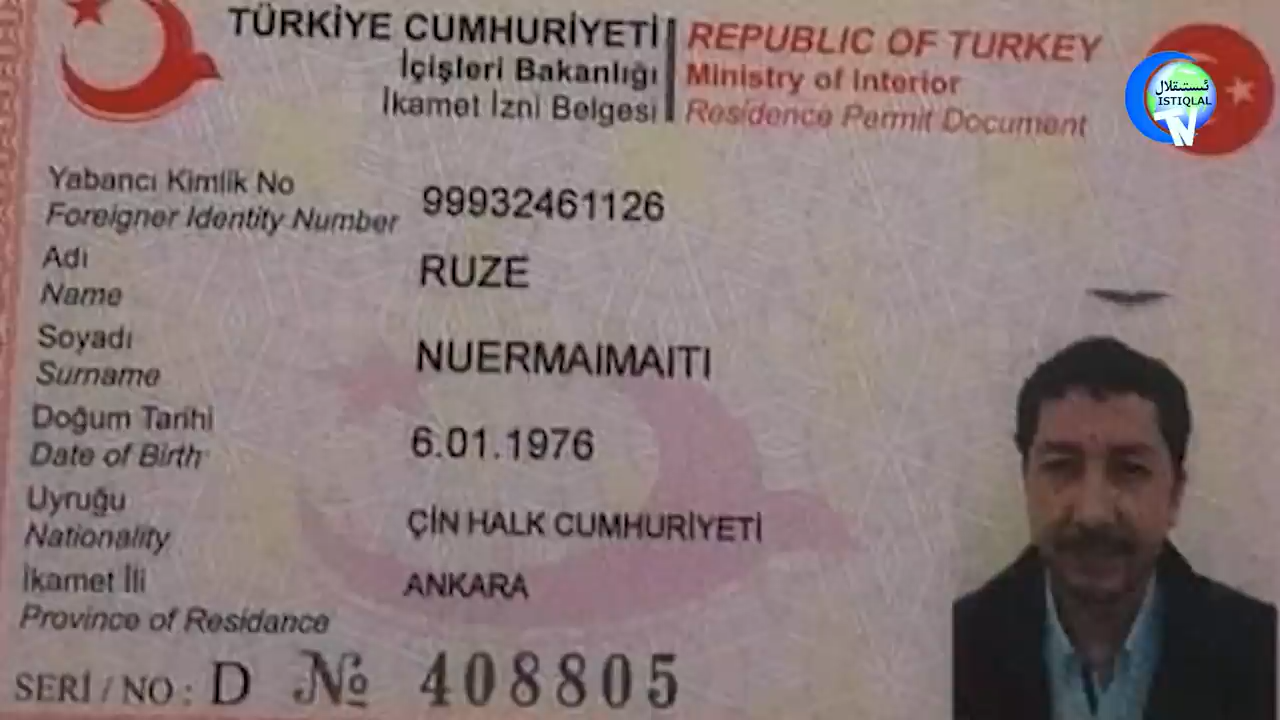 TÜRKİYE CUMHURİYETİ
İçişleri Bakanlığı
İkamet İzni Belgesi
REPUBLIC OF TURKEY
Ministry of Interior
Residence Permit Document
ئىستىقلال
ISTIQLAL
TV
Yabancı Kimlik No
Foreigner Identity Number
99932461126
Adı
Name
RUZE
Soyadı
Surname
NUERMAIMAITI
Doğum Tarihi
Date of Birth
6.01.1976
Uyruğu
Nationality
ÇİN HALK CUMHURİYETİ
İkamet İli
Province of Residance
ANKARA
SERİ / NO : D № 408805